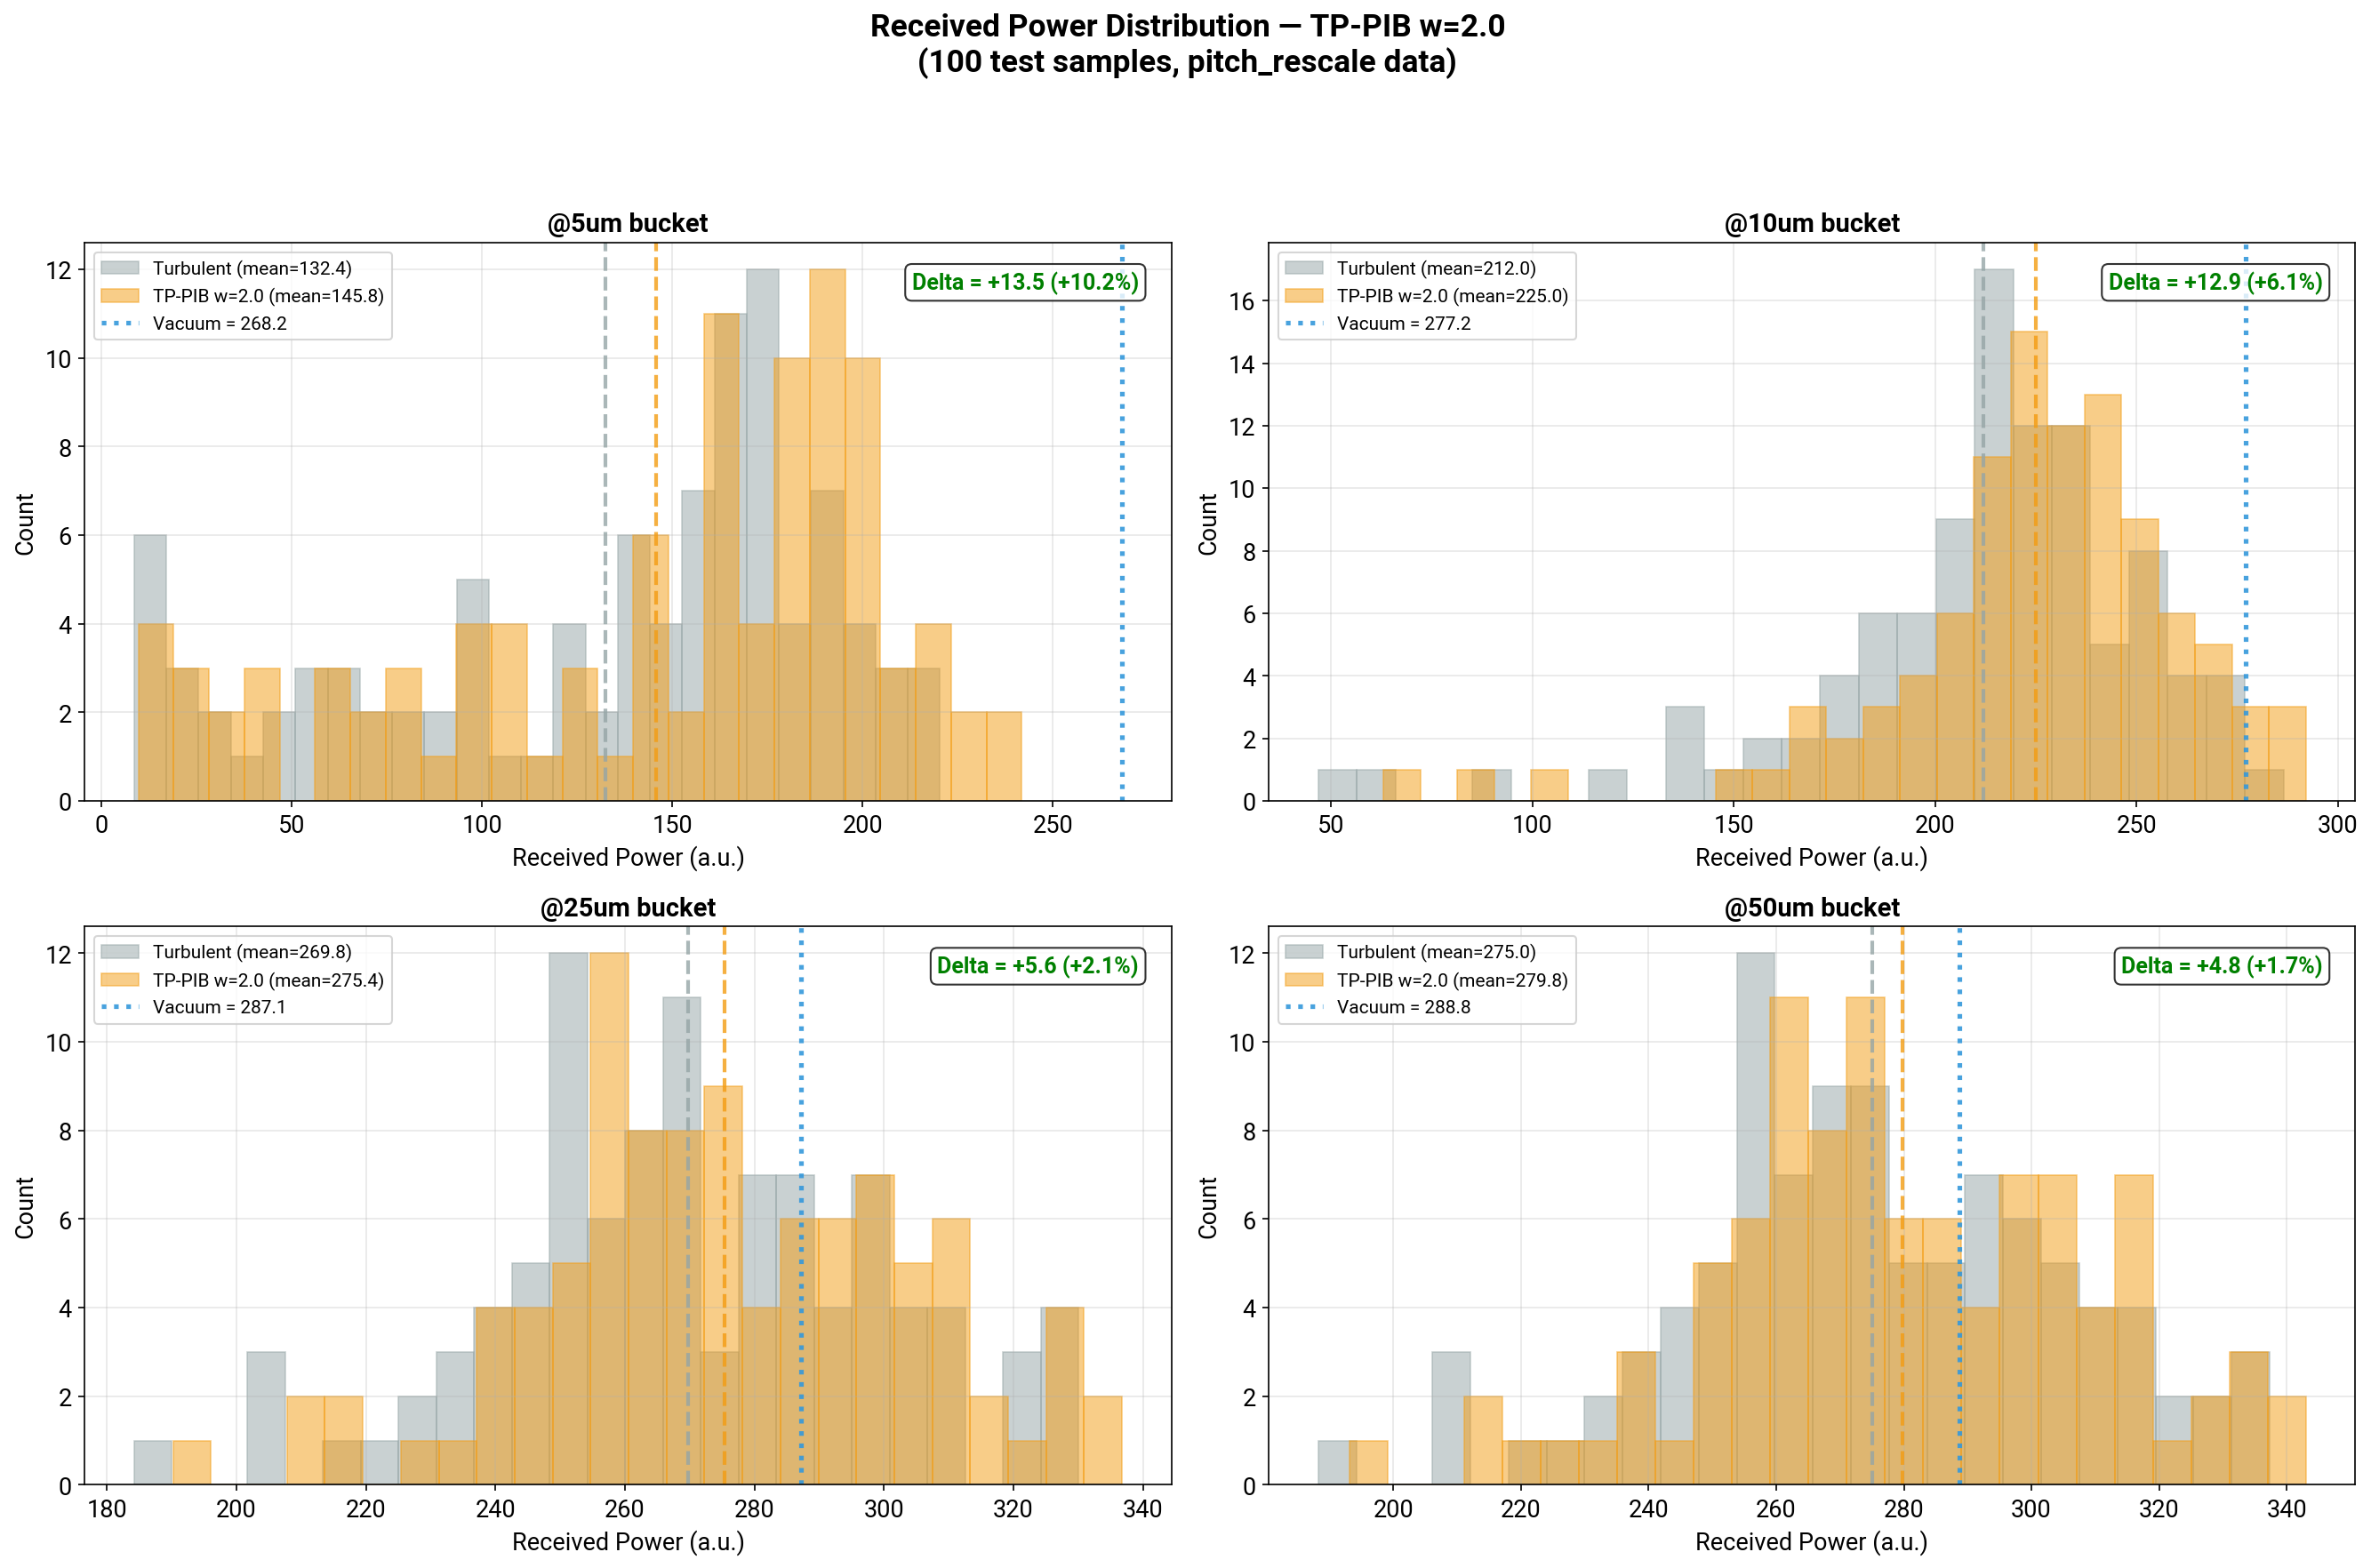 Received Power Distribution — TP-PIB w=2.0
(100 test samples, pitch_rescale data)
@5um bucket
Turbulent (mean=132.4)
TP-PIB w=2.0 (mean=145.8)
Vacuum = 268.2
Delta = +13.5 (+10.2%)
Count
12
10
8
6
4
2
0
0 50 100 150 200 250
Received Power (a.u.)
@10um bucket
Turbulent (mean=212.0)
TP-PIB w=2.0 (mean=225.0)
Vacuum = 277.2
Delta = +12.9 (+6.1%)
Count
16
14
12
10
8
6
4
2
0
50 100 150 200 250 300
Received Power (a.u.)
@25um bucket
Turbulent (mean=269.8)
TP-PIB w=2.0 (mean=275.4)
Vacuum = 287.1
Delta = +5.6 (+2.1%)
Count
12
10
8
6
4
2
0
180 200 220 240 260 280 300 320 340
Received Power (a.u.)
@50um bucket
Turbulent (mean=275.0)
TP-PIB w=2.0 (mean=279.8)
Vacuum = 288.8
Delta = +4.8 (+1.7%)
Count
12
10
8
6
4
2
0
200 220 240 260 280 300 320 340
Received Power (a.u.)